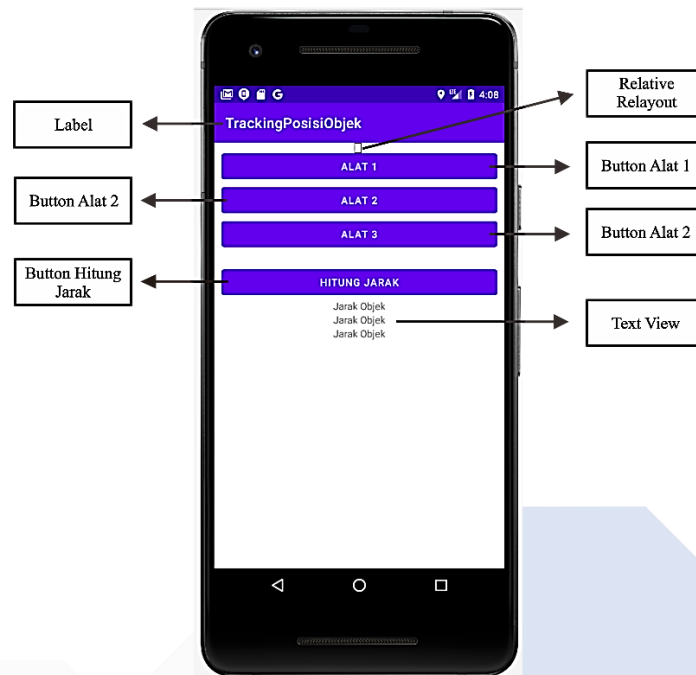 4:08
TrackingPosisiObjek
ALAT 1
ALAT 2
ALAT 3
HITUNG JARAK
Jarak Objek
Jarak Objek
Jarak Objek
Label
Button Alat 2
Button Hitung
Jarak
Relative
Relayout
Button Alat 1
Button Alat 2
Text View